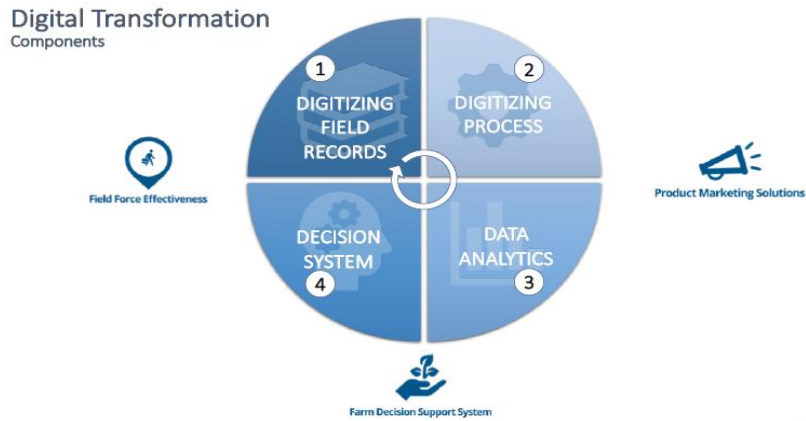 Digital Transformation
Components
1
DIGITIZING
FIELD
RECORDS
2
DIGITIZING
PROCESS
Field Force Effectiveness
Product Marketing Solutions
DECISION
SYSTEM
4
DATA
ANALYTICS
3
Farm Decision Support System